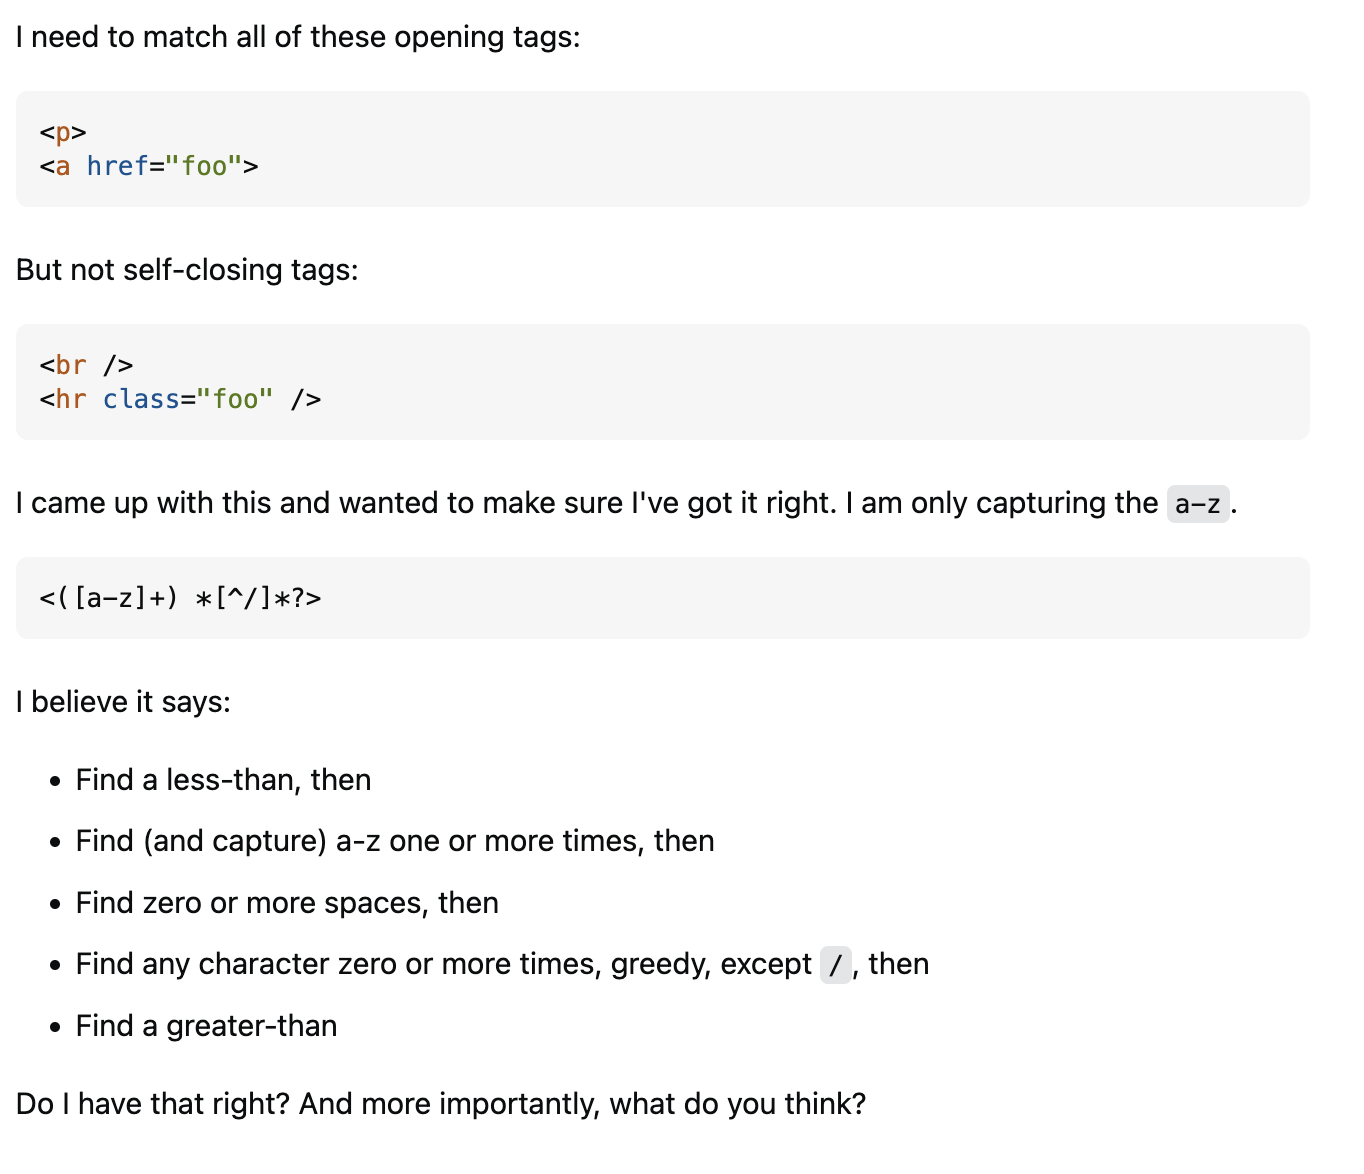 I need to match all of these opening tags:
<p>
<a href="foo">
But not self-closing tags:
<br />
<hr class="foo" />
I came up with this and wanted to make sure I've got it right. I am only capturing the a-z.
<([a-z]+) *[^/]*?>
I believe it says:
• Find a less-than, then
• Find (and capture) a-z one or more times, then
• Find zero or more spaces, then
• Find any character zero or more times, greedy, except /, then
• Find a greater-than
Do I have that right? And more importantly, what do you think?